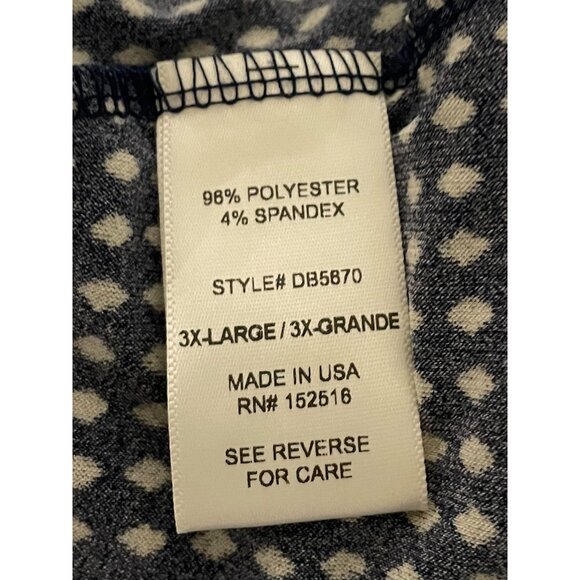 96% POLYESTER
4% SPANDEX
STYLE# DB5870
3X-LARGE / 3X-GRANDE
MADE IN USA
RN# 152516
SEE REVERSE
FOR CARE